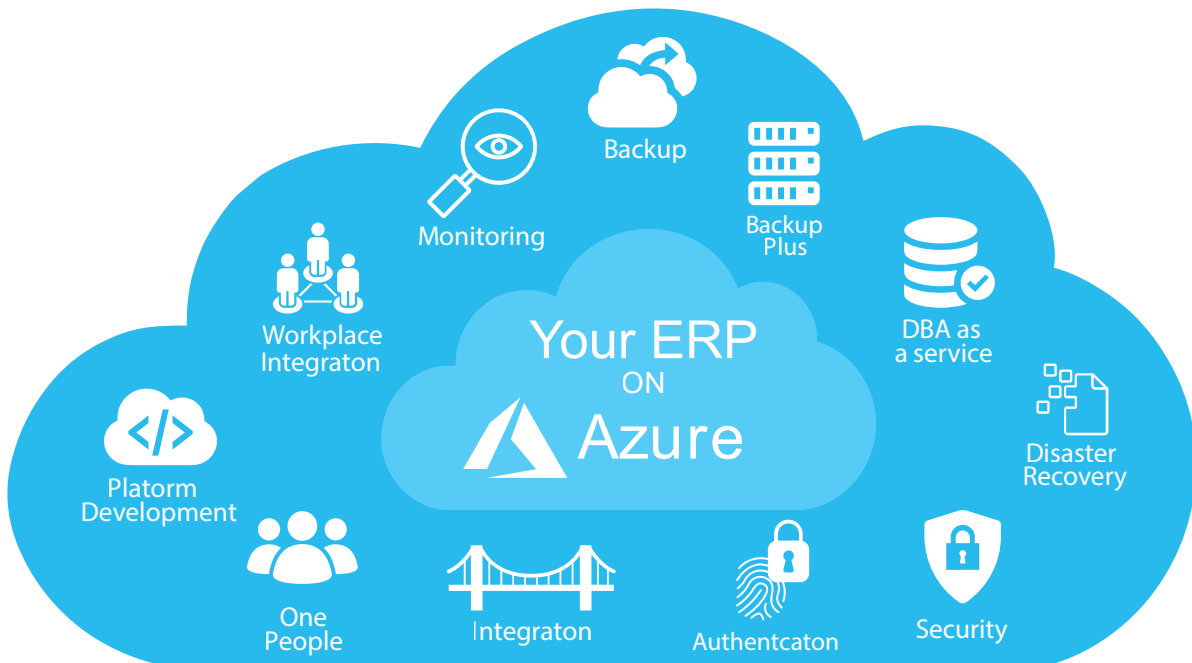 Backup
Backup
Plus
Monitoring
DBA as
a service
Workplace
Integraton
Your ERP
ON
Azure
Disaster
Recovery
Platorm
Development
One
People
Integraton
Authentcaton
Security